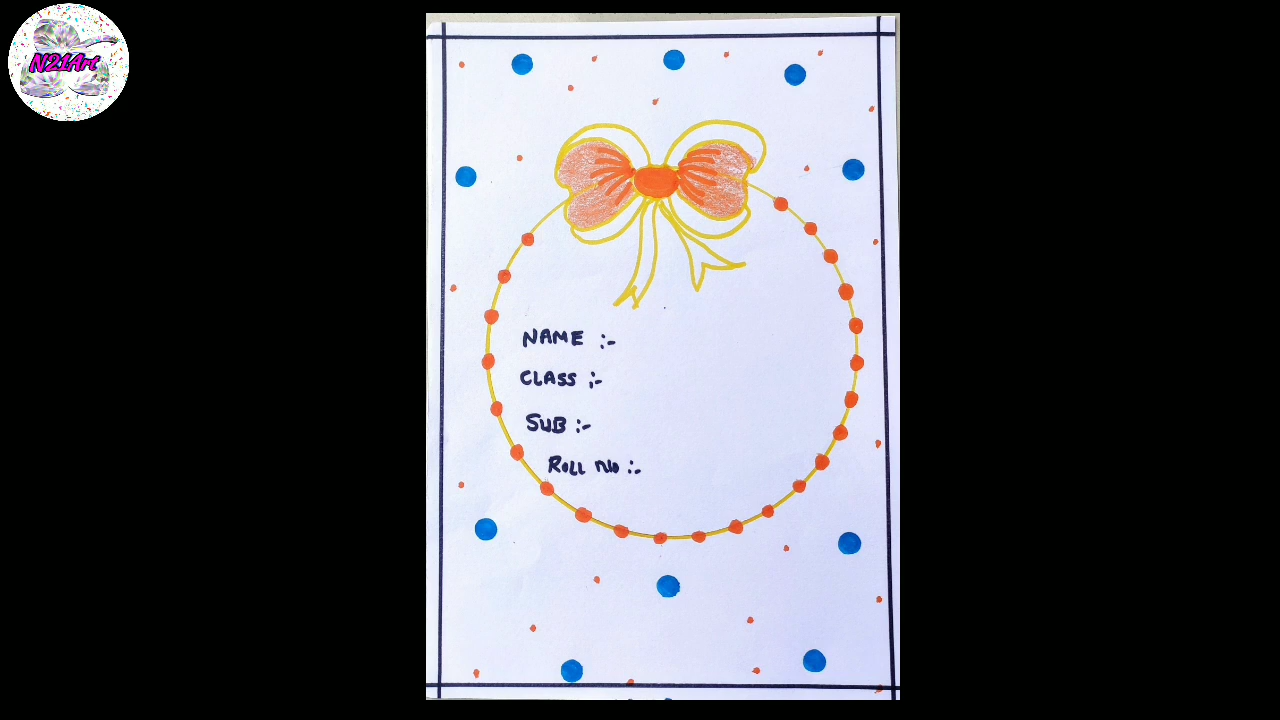 N21Art
NAME :-
CLASS :-
SUB :-
ROLL NO :-